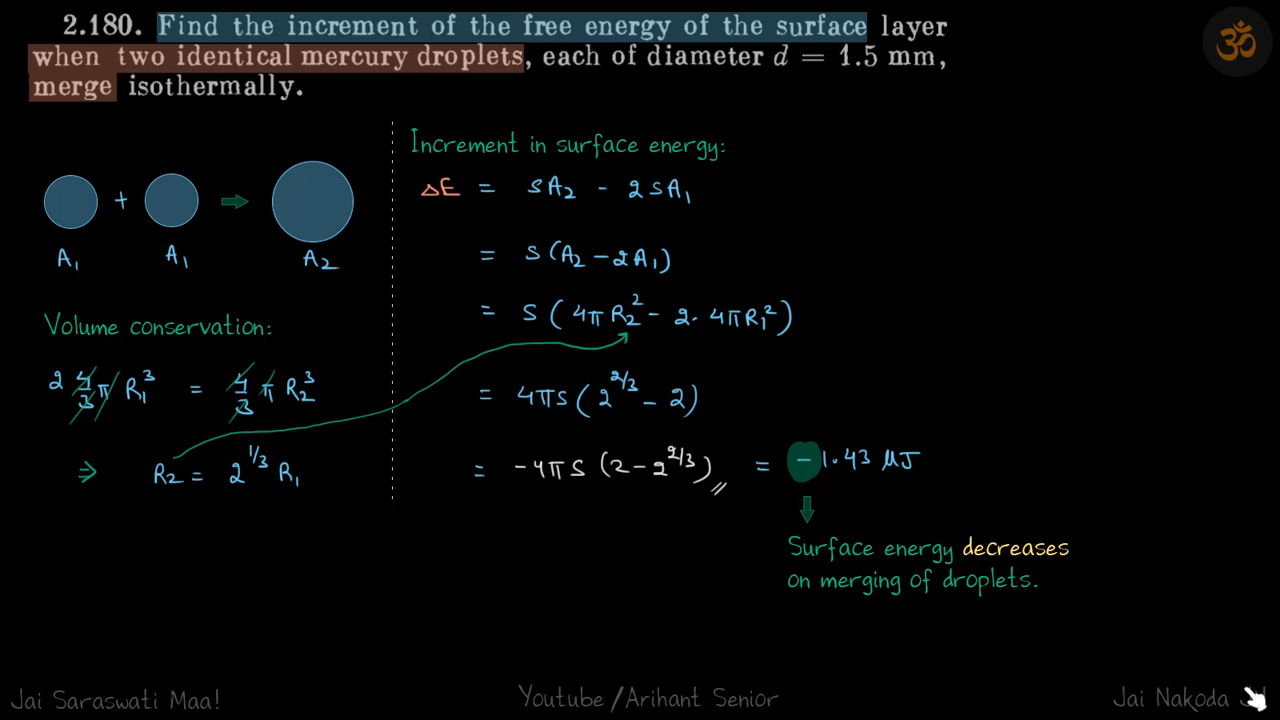 2.180. Find the increment of the free energy of the surface layer
when two identical mercury droplets, each of diameter d = 1.5 mm,
merge isothermally.
ॐ
A₁ + A₁ ⇒ A₂
Volume conservation:
2 4/3 π R₁³ = 4/3 π R₂³
⇒ R₂ = 2^1/3 R₁
Increment in surface energy:
ΔE = SA₂ - 2SA₁
= S(A₂ - 2A₁)
= S(4πR₂² - 2·4πR₁²)
= 4πS(2^2/3 - 2)
= -4πS(2 - 2^2/3) = -1.43 μJ
Surface energy decreases
on merging of droplets.
Jai Saraswati Maa!
Youtube /Arihant Senior
Jai Nakoda